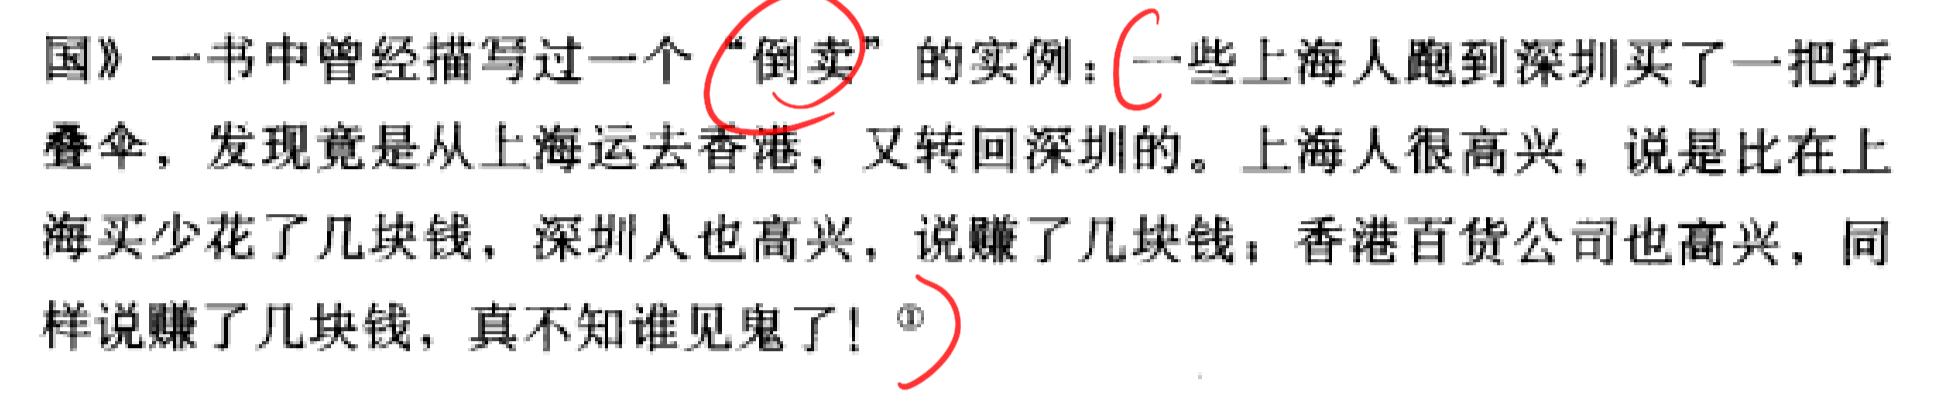 国》一书中曾经描写过一个“倒卖”的实例：一些上海人跑到深圳买了一把折
叠伞，发现竟是从上海运去香港，又转回深圳的。上海人很高兴，说是比在上
海买少花了几块钱，深圳人也高兴，说赚了几块钱；香港百货公司也高兴，同
样说赚了几块钱，真不知谁见鬼了！①